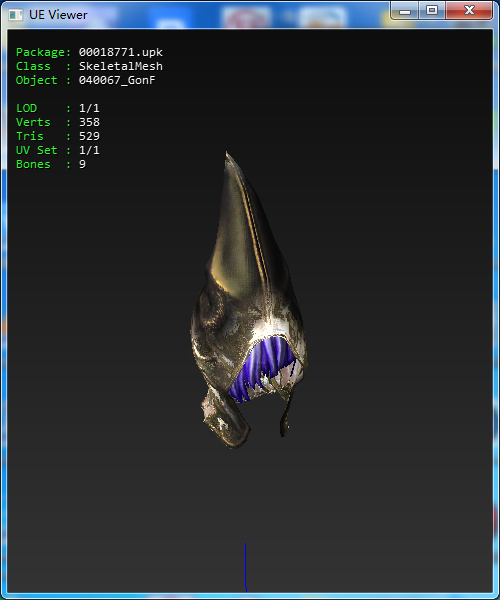 UE Viewer
Package: 00018771.upk
Class  : SkeletalMesh
Object : 040067_GonF
LOD    : 1/1
Verts  : 358
Tris   : 529
UV Set : 1/1
Bones  : 9